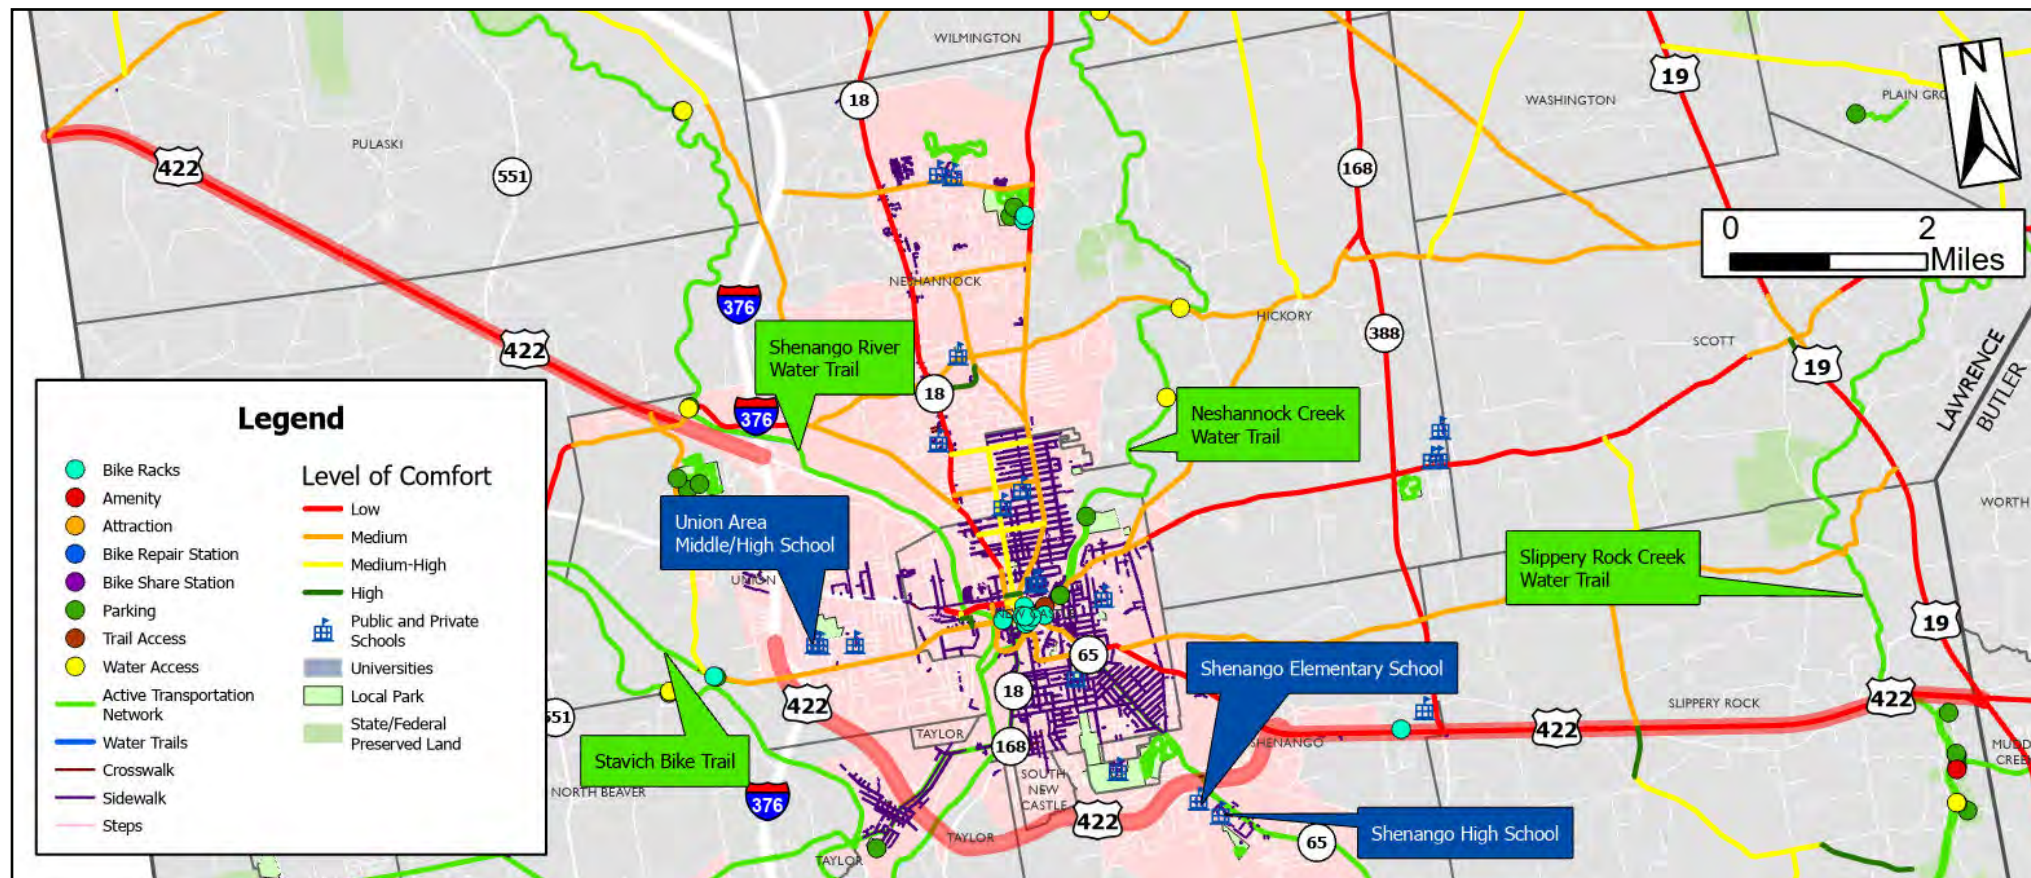 WILMINGTON
WASHINGTON
PLAIN GRO
PULASKI
18
19
N
422
551
168
0
2
Miles
NESHANNOCK
376
HICKORY
422
388
SCOTT
19
LAWRENCE
BUTLER
Shenango River
Water Trail
18
376
Neshannock Creek
Water Trail
Legend
Bike Racks
Amenity
Attraction
Bike Repair Station
Bike Share Station
Parking
Trail Access
Water Access
Active Transportation
Network
Water Trails
Crosswalk
Sidewalk
Steps
Level of Comfort
Low
Medium
Medium-High
High
Public and Private
Schools
Universities
Local Park
State/Federal
Preserved Land
WORTH
Union Area
Middle/High School
UNION
Slippery Rock Creek
Water Trail
NEW CASTLE
19
65
Shenango Elementary School
18
422
551
422
SLIPPERY ROCK
422
SHENANGO
TAYLOR
168
Stavich Bike Trail
MUDD
CREE
SOUTH
NEW
CASTLE
NORTH BEAVER
376
422
TAYLOR
Shenango High School
65
TAYLOR